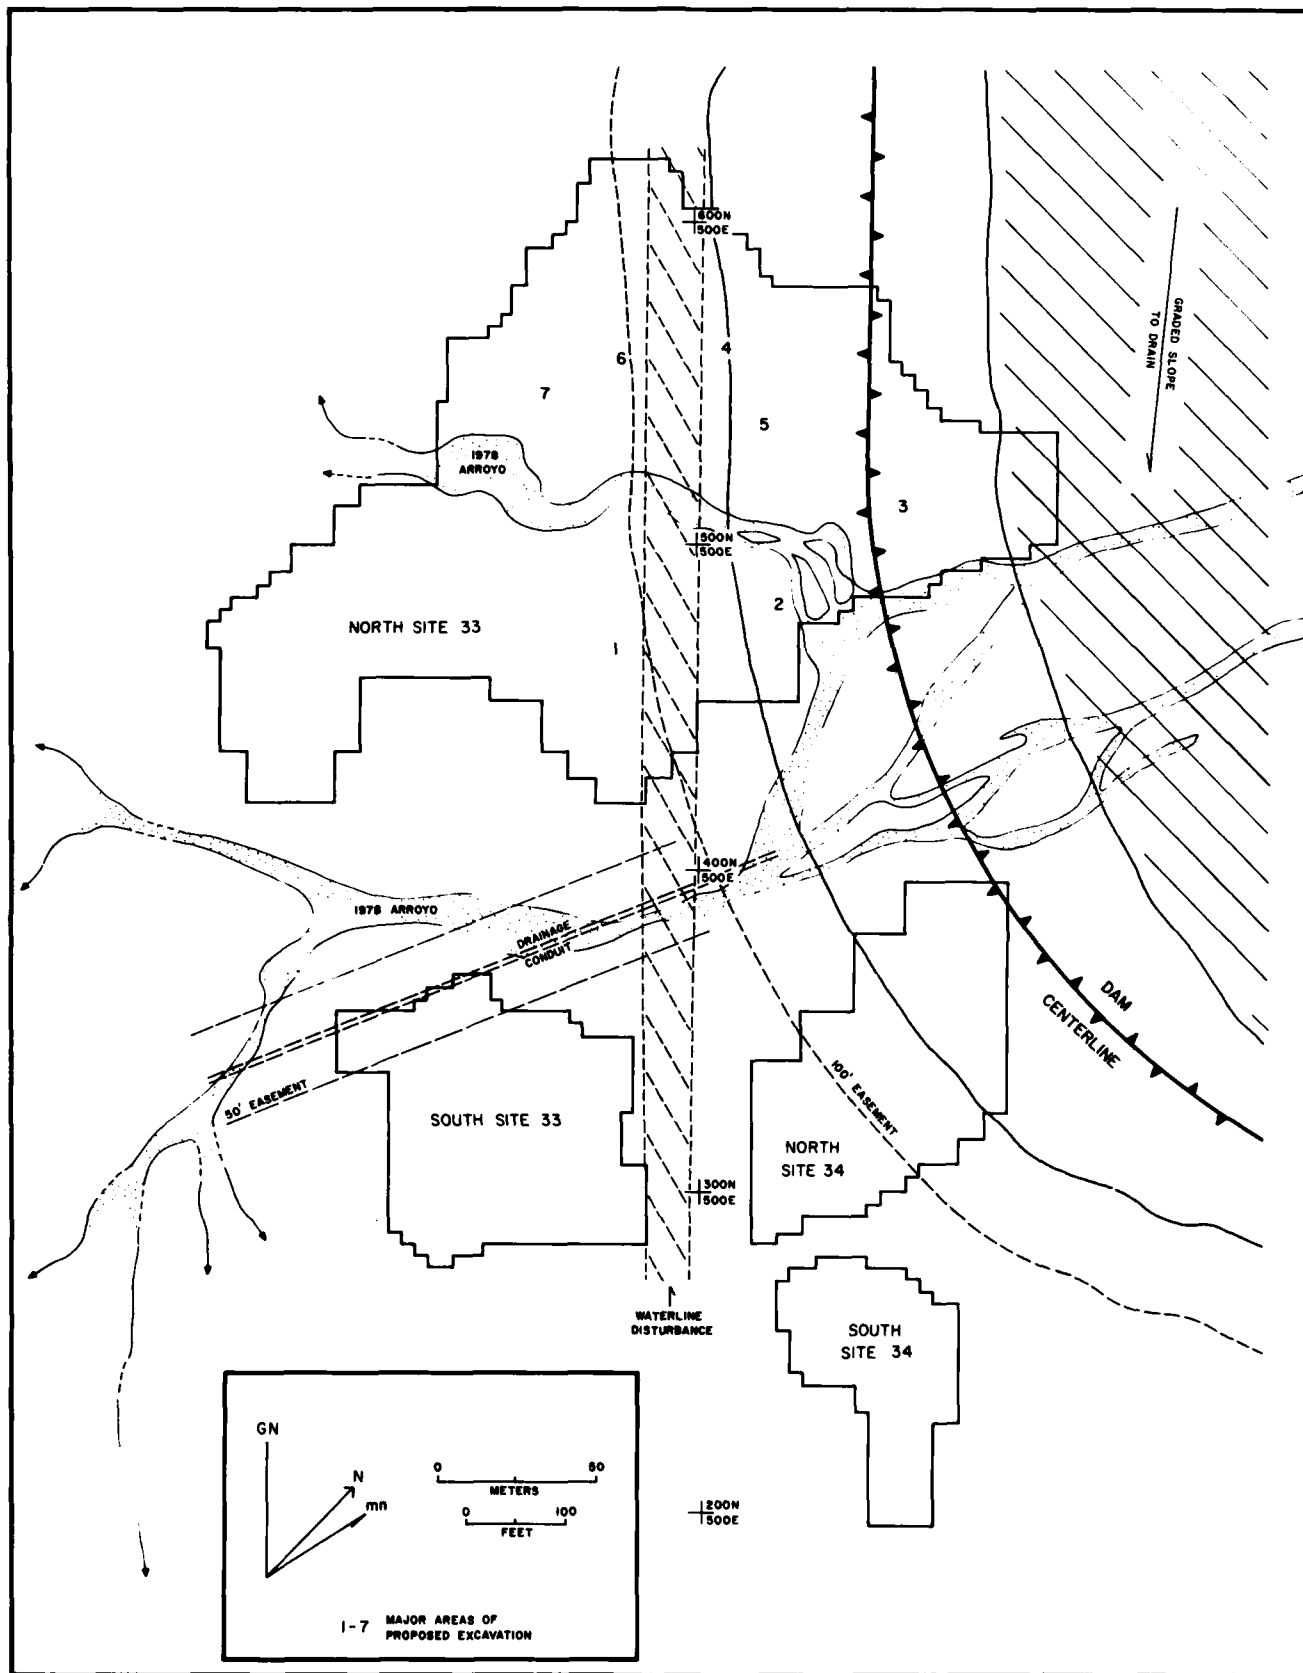 600N
500E
GRADED SLOPE
TO DRAIN
4
6
7
5
1978
ARROYO
3
500N
500E
2
NORTH SITE 33
1
400N
500E
1978 ARROYO
DRAINAGE
CONDUIT
DAM
CENTERLINE
50' EASEMENT
100' EASEMENT
SOUTH SITE 33
NORTH
SITE 34
300N
500E
WATERLINE
DISTURBANCE
SOUTH
SITE 34
GN
N
mn
0 50
METERS
0 100
FEET
200N
500E
1-7 MAJOR AREAS OF
PROPOSED EXCAVATION